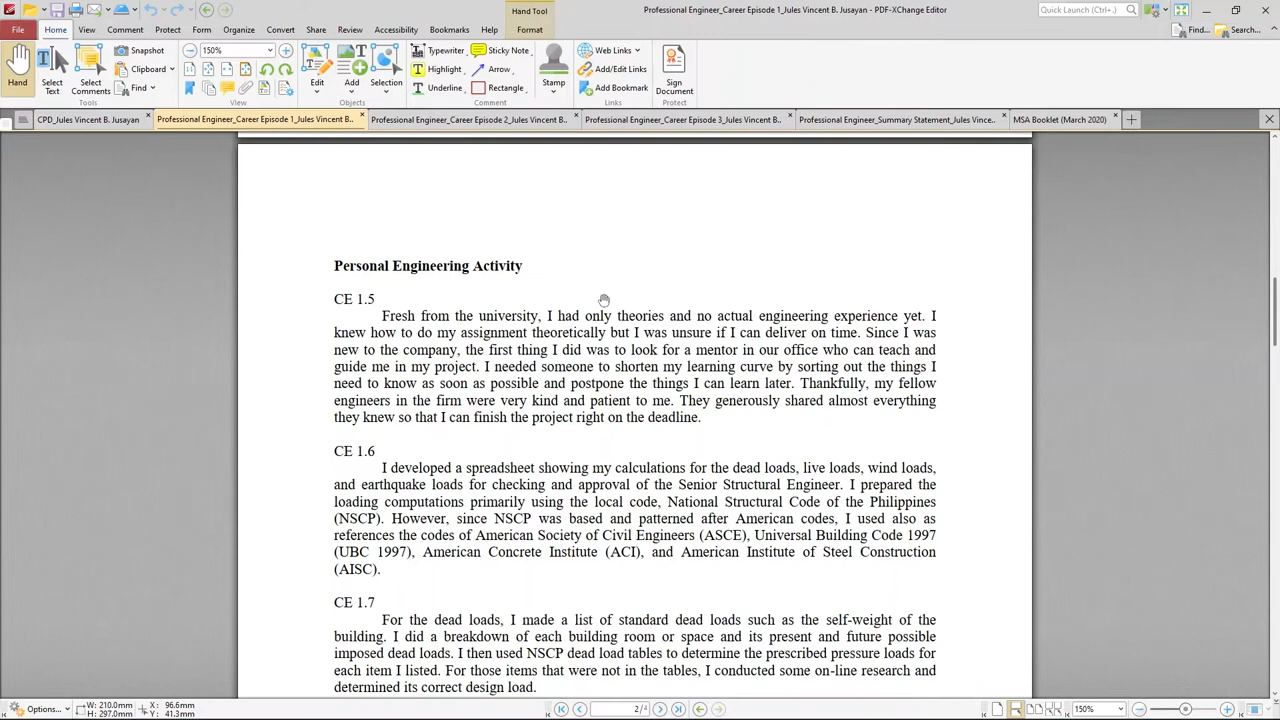 Hand Tool
Professional Engineer_Career Episode 1_Jules Vincent B. Jusayan - PDF-XChange Editor
Quick Launch (Ctrl+.)
File Home View Comment Protect Form Organize Convert Share Review Accessibility Bookmarks Help Format Find... Search...
Snapshot 150% Typewriter Sticky Note Web Links
Clipboard Highlight Arrow Add/Edit Links
Find Underline Rectangle Add Bookmark
Hand Select Text Select Comments Edit Add Selection Stamp Sign Document
Tools View Objects Comment Links Protect
CPD_Jules Vincent B. Jusayan Professional Engineer_Career Episode 1_Jules Vincent B.. Professional Engineer_Career Episode 2_Jules Vincent B.. Professional Engineer_Career Episode 3_Jules Vincent B.. Professional Engineer_Summary Statement_Jules Vince.. MSA Booklet (March 2020)
Personal Engineering Activity
CE 1.5
Fresh from the university, I had only theories and no actual engineering experience yet. I
knew how to do my assignment theoretically but I was unsure if I can deliver on time. Since I was
new to the company, the first thing I did was to look for a mentor in our office who can teach and
guide me in my project. I needed someone to shorten my learning curve by sorting out the things I
need to know as soon as possible and postpone the things I can learn later. Thankfully, my fellow
engineers in the firm were very kind and patient to me. They generously shared almost everything
they knew so that I can finish the project right on the deadline.
CE 1.6
I developed a spreadsheet showing my calculations for the dead loads, live loads, wind loads,
and earthquake loads for checking and approval of the Senior Structural Engineer. I prepared the
loading computations primarily using the local code, National Structural Code of the Philippines
(NSCP). However, since NSCP was based and patterned after American codes, I used also as
references the codes of American Society of Civil Engineers (ASCE), Universal Building Code 1997
(UBC 1997), American Concrete Institute (ACI), and American Institute of Steel Construction
(AISC).
CE 1.7
For the dead loads, I made a list of standard dead loads such as the self-weight of the
building. I did a breakdown of each building room or space and its present and future possible
imposed dead loads. I then used NSCP dead load tables to determine the prescribed pressure loads for
each item I listed. For those items that were not in the tables, I conducted some on-line research and
determined its correct design load.
Options... W: 210.0mm X: 96.6mm 2/4 150%
H: 297.0mm Y: 41.3mm